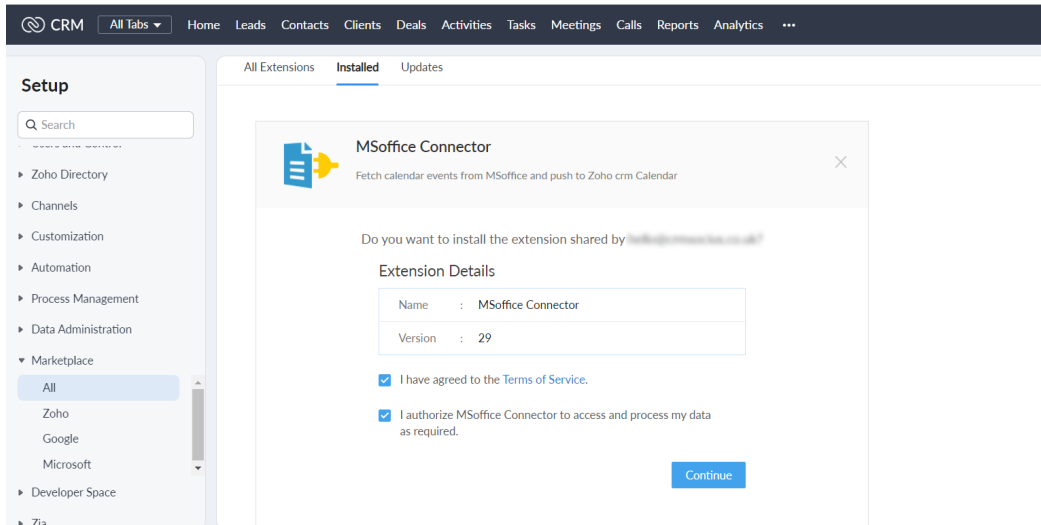 CRM All Tabs Home Leads Contacts Clients Deals Activities Tasks Meetings Calls Reports Analytics •••
All Extensions Installed Updates
Setup
Search
Zoho Directory
Channels
Customization
Automation
Process Management
Data Administration
Marketplace
All
Zoho
Google
Microsoft
Developer Space
Zia
MSoffice Connector
Fetch calendar events from MSoffice and push to Zoho crm Calendar
Do you want to install the extension shared by
Extension Details
Name : MSoffice Connector
Version : 29
I have agreed to the Terms of Service.
I authorize MSoffice Connector to access and process my data
as required.
Continue